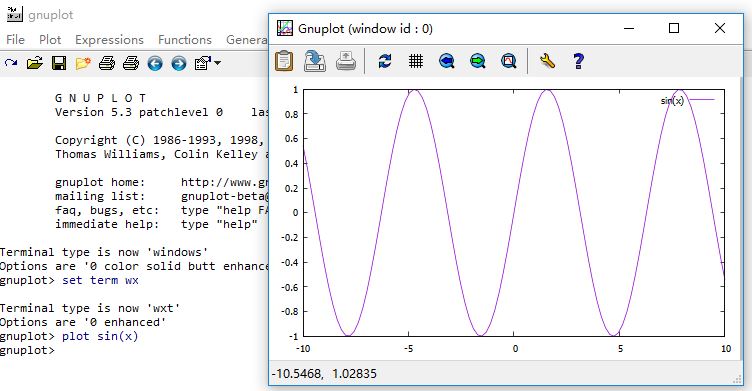 gnuplot
File Plot Expressions Functions
G N U P L O T
Version 5.3 patchlevel 0
Copyright (C) 1986-1993, 1998,
Thomas Williams, Colin Kelley
gnuplot home: http://www.
mailing list: gnuplot-beta
faq, bugs, etc: type "help
immediate help: type "help"
Terminal type is now 'windows'
Options are '0 color solid butt
gnuplot> set term wx
Terminal type is now 'wxt'
Options are '0 enhanced'
gnuplot> plot sin(x)
gnuplot>
Gnuplot (window id : 0)
sin(x)
1
0.8
0.6
0.4
0.2
0
-0.2
-0.4
-0.6
-0.8
-1
-10 -5 0 5 10
-10.5468, 1.02835